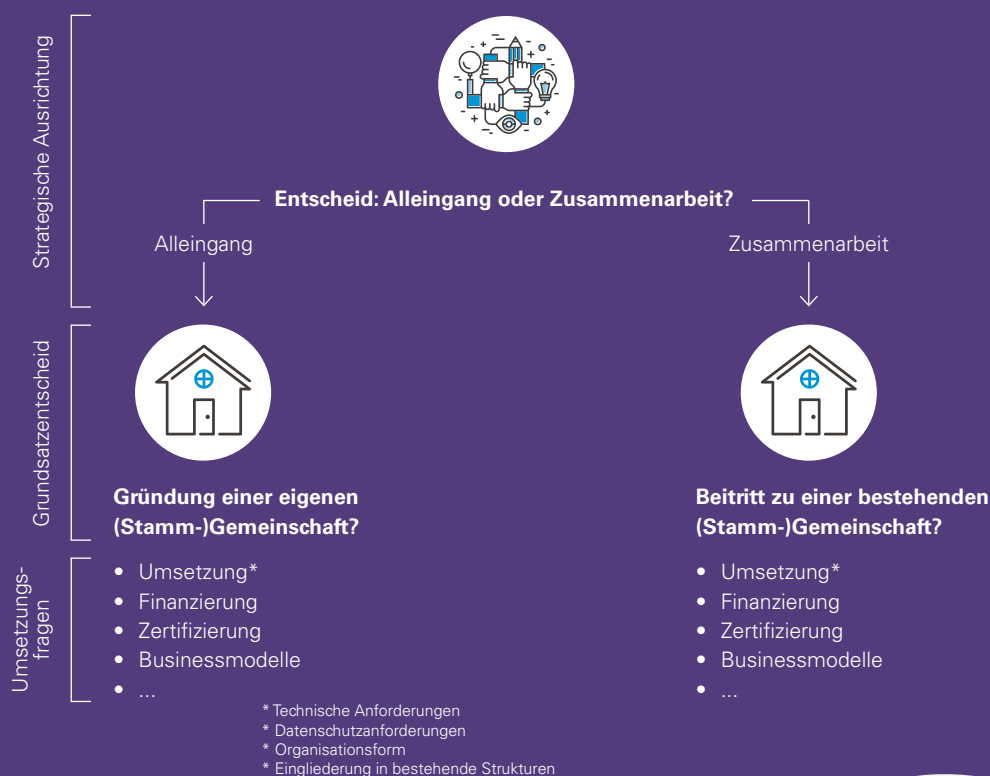 Strategische Ausrichtung
Entscheid: Alleingang oder Zusammenarbeit?
Alleingang
Zusammenarbeit
Grundsatzentscheid
Gründung einer eigenen
(Stamm-)Gemeinschaft?
Beitritt zu einer bestehenden
(Stamm-)Gemeinschaft?
Umsetzungs-
fragen
• Umsetzung*
• Finanzierung
• Zertifizierung
• Businessmodelle
• ...
• Umsetzung*
• Finanzierung
• Zertifizierung
• Businessmodelle
• ...
* Technische Anforderungen
* Datenschutzanforderungen
* Organisationsform
* Eingliederung in bestehende Strukturen